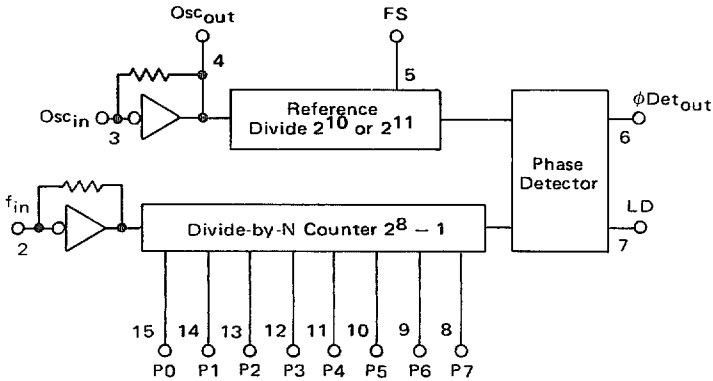 Osc_out
FS
4
5
Osc_in
3
Reference
Divide 2^10 or 2^11
ϕDet_out
6
Phase
Detector
f_in
2
Divide-by-N Counter 2^8 – 1
LD
7
15 14 13 12 11 10 9 8
P0 P1 P2 P3 P4 P5 P6 P7